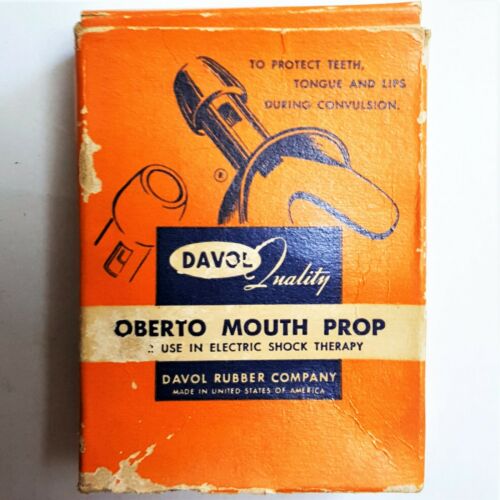 TO PROTECT TEETH,
TONGUE AND LIPS
DURING CONVULSION.
®
DAVOL Quality
OBERTO MOUTH PROP
USE IN ELECTRIC SHOCK THERAPY
DAVOL RUBBER COMPANY
MADE IN UNITED STATES OF AMERICA